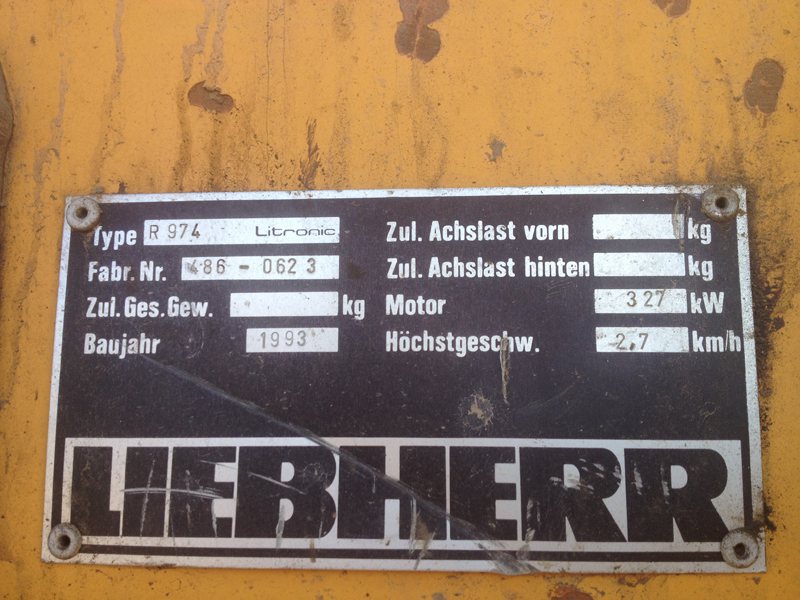 Type R 974 Litronic Zul. Achslast vorn kg
Fabr. Nr. 486 - 062 3 Zul. Achslast hinten kg
Zul. Ges. Gew. kg Motor 327 kW
Baujahr 1993 Höchstgeschw. 2,7 km/h
LIEBHERR